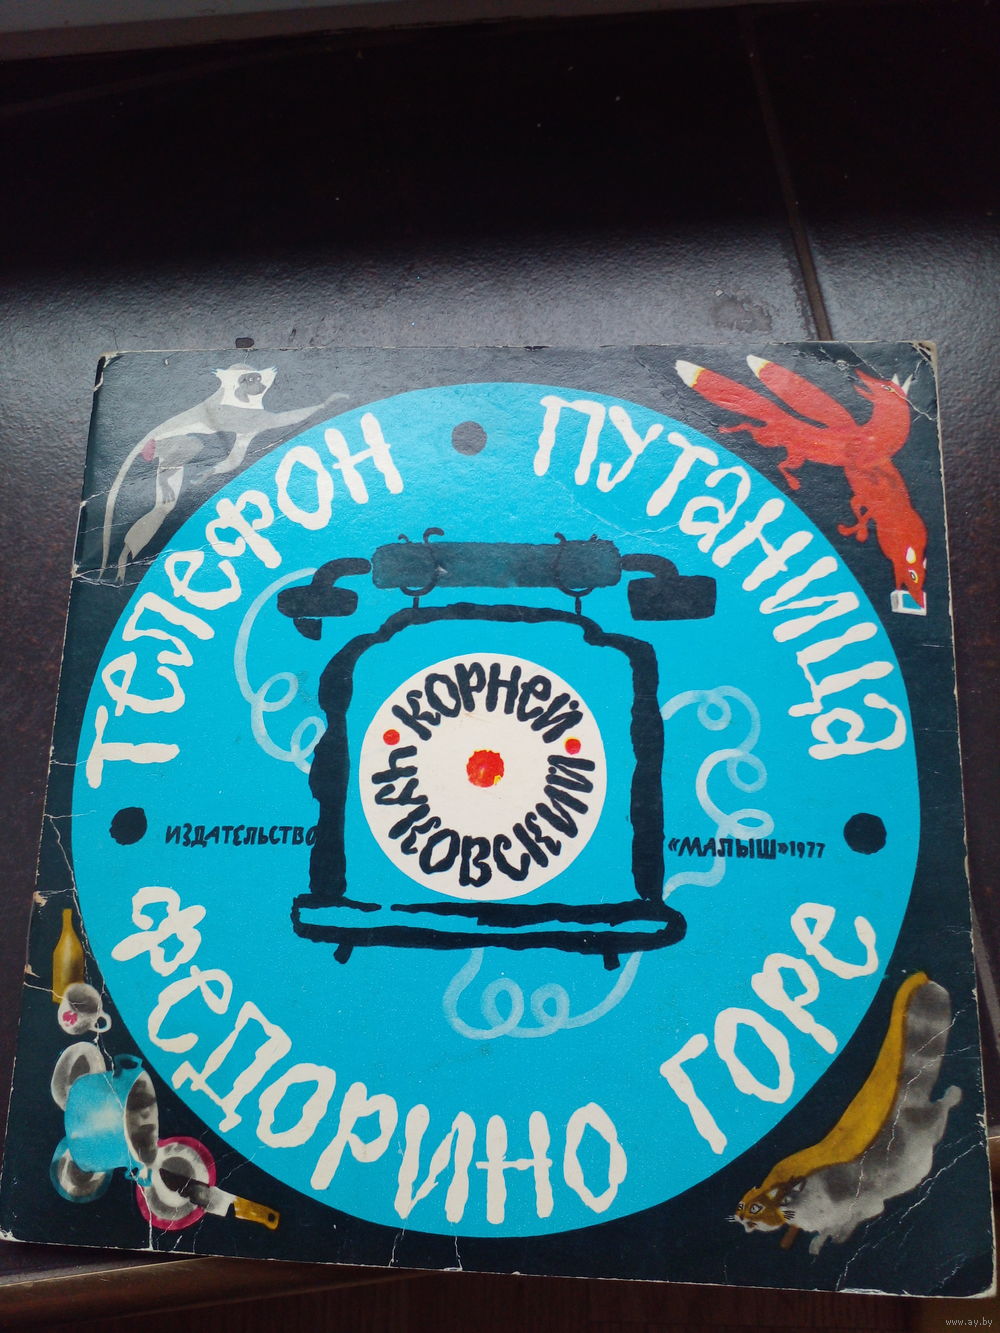 Телефон
Путаница
Корней
Чуковский
Издательство «Малыш» 1977
Федорино горе
www.ay.by